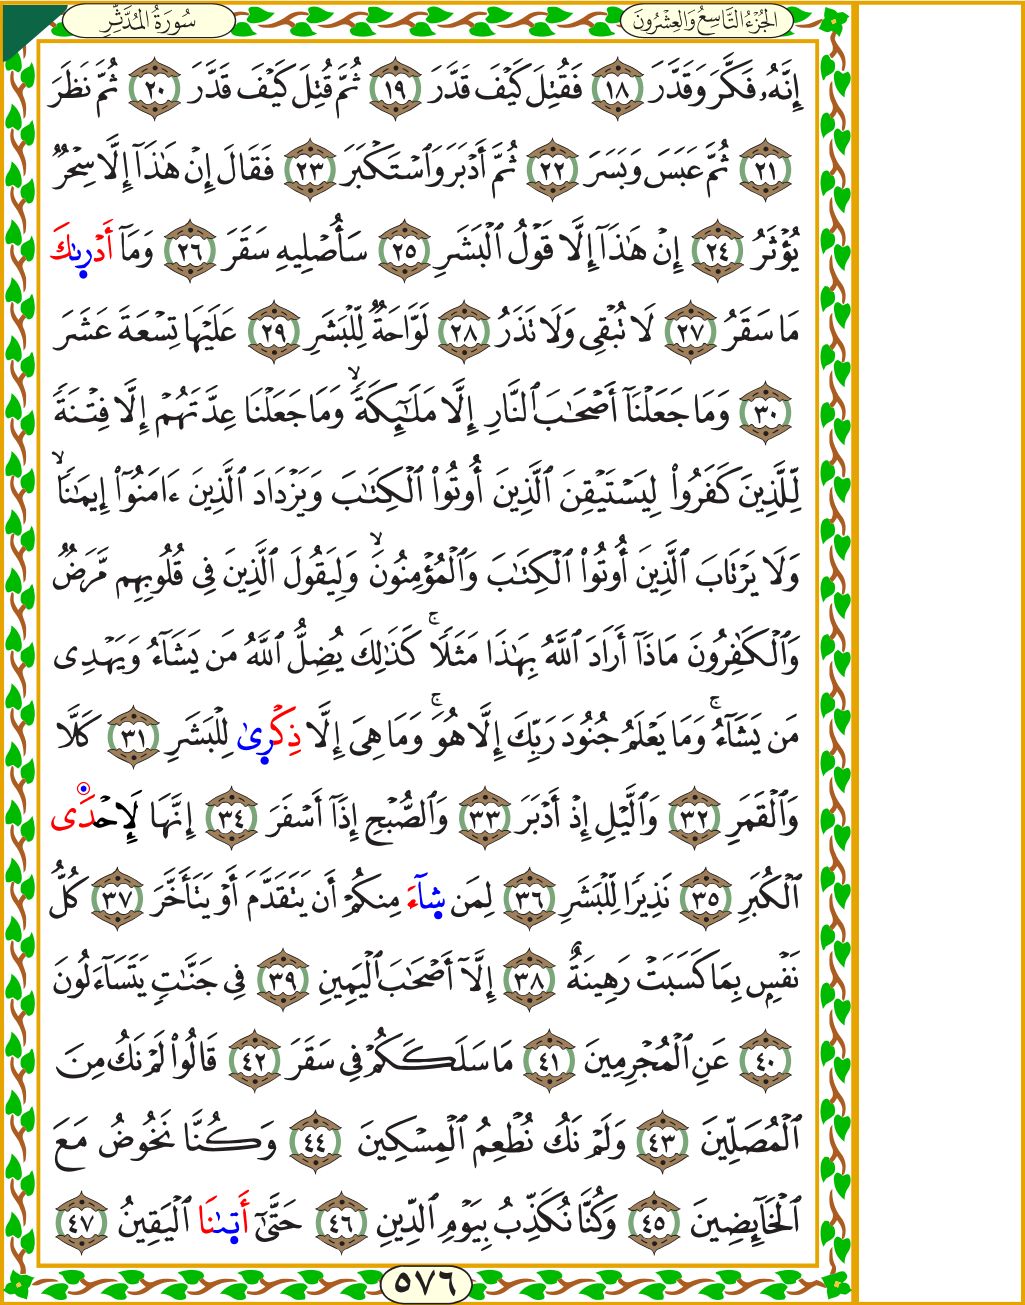 الجُزْءُ التَّاسِعُ وَالعِشْرُونَ
سُورَةُ المُدَّثِّرِ
إِنَّهُۥ فَكَّرَ وَقَدَّرَ ١٨ فَقُتِلَ كَيْفَ قَدَّرَ ١٩ ثُمَّ قُتِلَ كَيْفَ قَدَّرَ ٢٠ ثُمَّ نَظَرَ
٢١ ثُمَّ عَبَسَ وَبَسَرَ ٢٢ ثُمَّ أَدْبَرَ وَٱسْتَكْبَرَ ٢٣ فَقَالَ إِنْ هَٰذَآ إِلَّا سِحْرٌ
يُؤْثَرُ ٢٤ إِنْ هَٰذَآ إِلَّا قَوْلُ ٱلْبَشَرِ ٢٥ سَأُصْلِيهِ سَقَرَ ٢٦ وَمَآ أَدْرىٰكَ
مَا سَقَرُ ٢٧ لَا تُبْقِى وَلَا تَذَرُ ٢٨ لَوَّاحَةٌ لِّلْبَشَرِ ٢٩ عَلَيْهَا تِسْعَةَ عَشَرَ
٣٠ وَمَا جَعَلْنَآ أَصْحَٰبَ ٱلنَّارِ إِلَّا مَلَٰٓئِكَةً ۙ وَمَا جَعَلْنَا عِدَّتَهُمْ إِلَّا فِتْنَةً
لِّلَّذِينَ كَفَرُوا۟ لِيَسْتَيْقِنَ ٱلَّذِينَ أُوتُوا۟ ٱلْكِتَٰبَ وَيَزْدَادَ ٱلَّذِينَ ءَامَنُوٓا۟ إِيمَٰنًا ۙ
وَلَا يَرْتَابَ ٱلَّذِينَ أُوتُوا۟ ٱلْكِتَٰبَ وَٱلْمُؤْمِنُونَ ۙ وَلِيَقُولَ ٱلَّذِينَ فِى قُلُوبِهِم مَّرَضٌ
وَٱلْكَٰفِرُونَ مَاذَآ أَرَادَ ٱللَّهُ بِهَٰذَا مَثَلًا ۚ كَذَٰلِكَ يُضِلُّ ٱللَّهُ مَن يَشَآءُ وَيَهْدِى
مَن يَشَآءُ ۚ وَمَا يَعْلَمُ جُنُودَ رَبِّكَ إِلَّا هُوَ ۚ وَمَا هِىَ إِلَّا ذِكْرىٰ لِلْبَشَرِ ٣١ كَلَّا
وَٱلْقَمَرِ ٣٢ وَٱلَّيْلِ إِذْ أَدْبَرَ ٣٣ وَٱلصُّبْحِ إِذَآ أَسْفَرَ ٣٤ إِنَّهَا لَإِحْدَى
ٱلْكُبَرِ ٣٥ نَذِيرًا لِّلْبَشَرِ ٣٦ لِمَن شآءَ مِنكُمْ أَن يَتَقَدَّمَ أَوْ يَتَأَخَّرَ ٣٧ كُلُّ
نَفْسٍۭ بِمَا كَسَبَتْ رَهِينَةٌ ٣٨ إِلَّآ أَصْحَٰبَ ٱلْيَمِينِ ٣٩ فِى جَنَّٰتٍ يَتَسَآءَلُونَ
٤٠ عَنِ ٱلْمُجْرِمِينَ ٤١ مَا سَلَكَكُمْ فِى سَقَرَ ٤٢ قَالُوا۟ لَمْ نَكُ مِنَ
ٱلْمُصَلِّينَ ٤٣ وَلَمْ نَكُ نُطْعِمُ ٱلْمِسْكِينَ ٤٤ وَكُنَّا نَخُوضُ مَعَ
ٱلْخَآئِضِينَ ٤٥ وَكُنَّا نُكَذِّبُ بِيَوْمِ ٱلدِّينِ ٤٦ حَتَّىٰٓ أَتىٰنَا ٱلْيَقِينُ ٤٧
٥٧٦